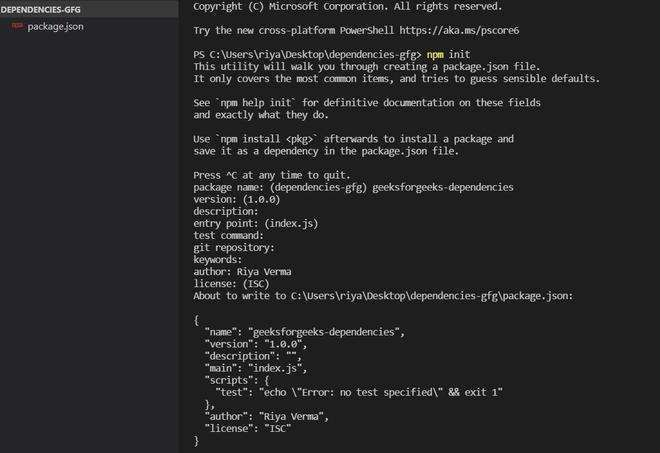 DEPENDENCIES-GFG
package.json
Copyright (C) Microsoft Corporation. All rights reserved.
Try the new cross-platform PowerShell https://aka.ms/pscore6
PS C:\Users\riya\Desktop\dependencies-gfg> npm init
This utility will walk you through creating a package.json file.
It only covers the most common items, and tries to guess sensible defaults.
See `npm help init` for definitive documentation on these fields
and exactly what they do.
Use `npm install <pkg>` afterwards to install a package and
save it as a dependency in the package.json file.
Press ^C at any time to quit.
package name: (dependencies-gfg) geeksforgeeks-dependencies
version: (1.0.0)
description:
entry point: (index.js)
test command:
git repository:
keywords:
author: Riya Verma
license: (ISC)
About to write to C:\Users\riya\Desktop\dependencies-gfg\package.json:
{
  "name": "geeksforgeeks-dependencies",
  "version": "1.0.0",
  "description": "",
  "main": "index.js",
  "scripts": {
    "test": "echo \"Error: no test specified\" && exit 1"
  },
  "author": "Riya Verma",
  "license": "ISC"
}